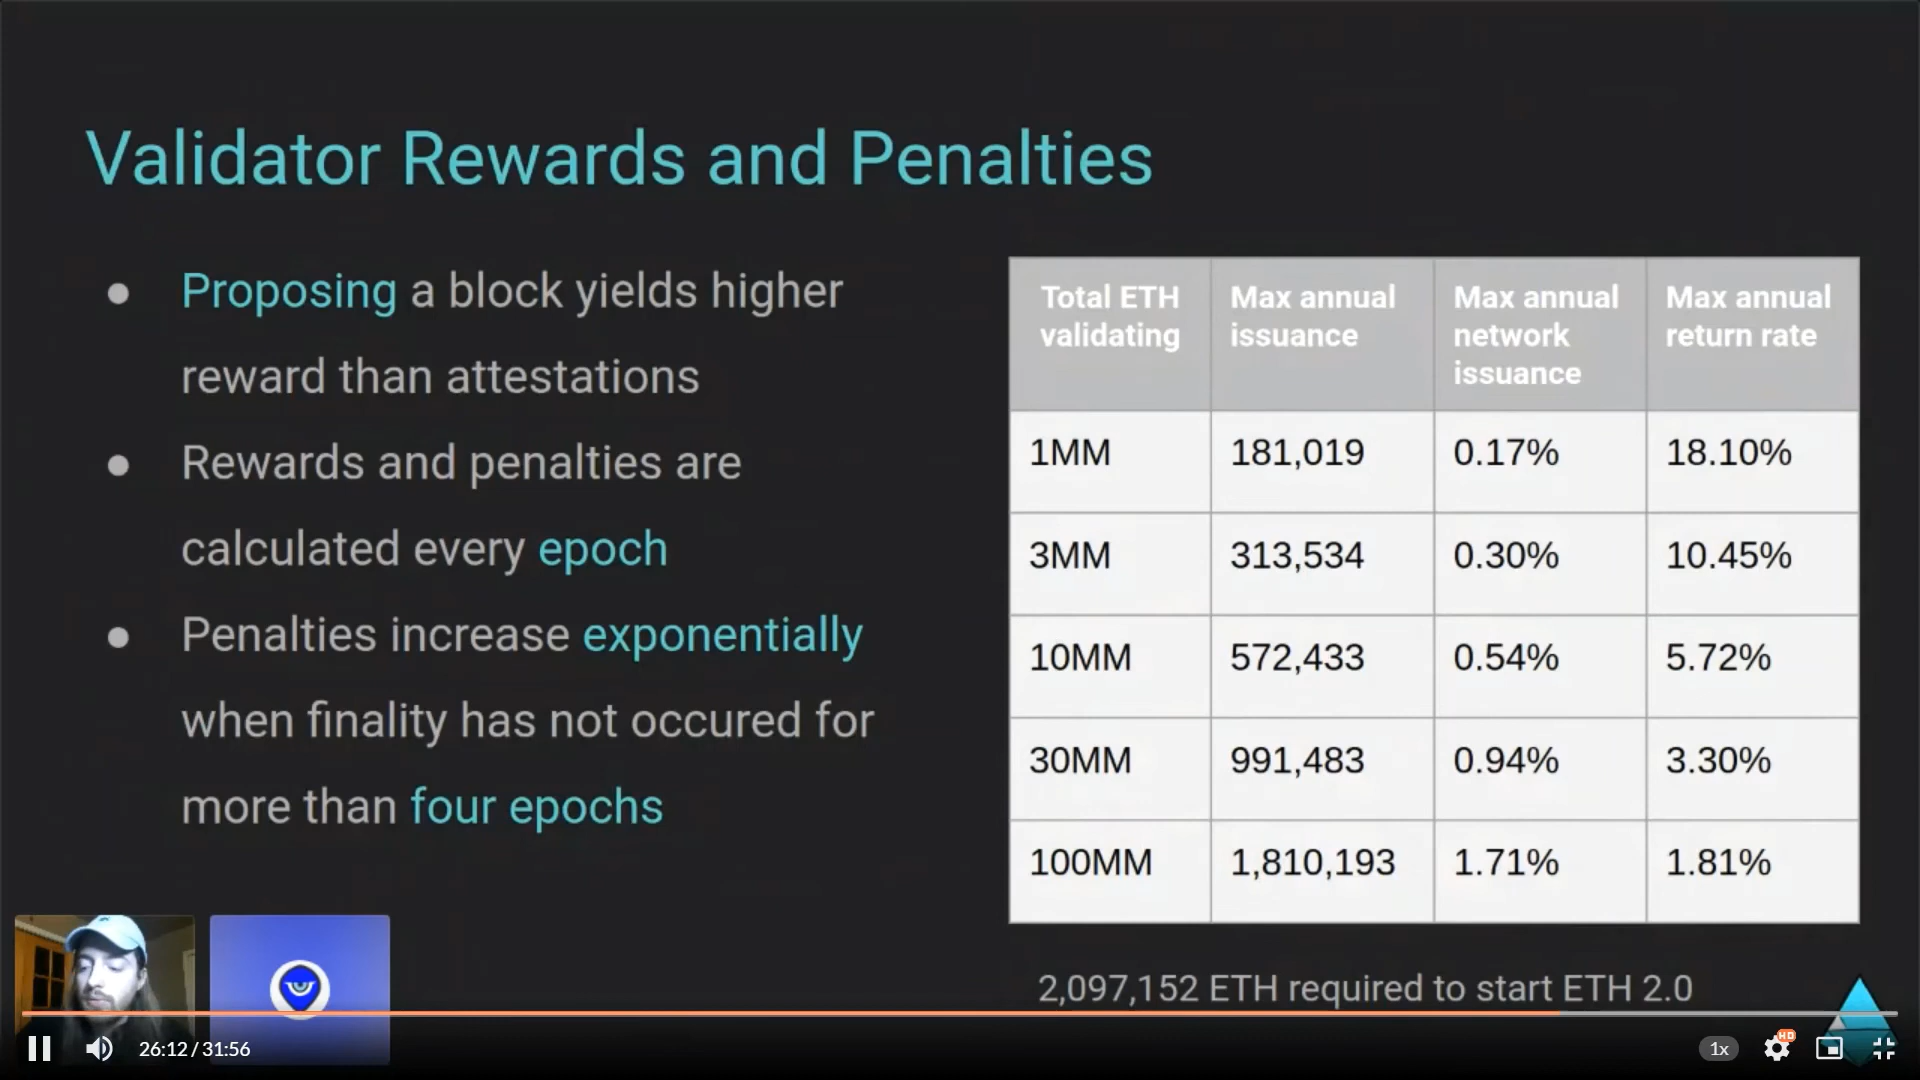 Validator Rewards and Penalties
● Proposing a block yields higher
reward than attestations
● Rewards and penalties are
calculated every epoch
● Penalties increase exponentially
when finality has not occured for
more than four epochs
Total ETH validating | Max annual issuance | Max annual network issuance | Max annual return rate
1MM | 181,019 | 0.17% | 18.10%
3MM | 313,534 | 0.30% | 10.45%
10MM | 572,433 | 0.54% | 5.72%
30MM | 991,483 | 0.94% | 3.30%
100MM | 1,810,193 | 1.71% | 1.81%
2,097,152 ETH required to start ETH 2.0
26:12 / 31:56
1x
HD